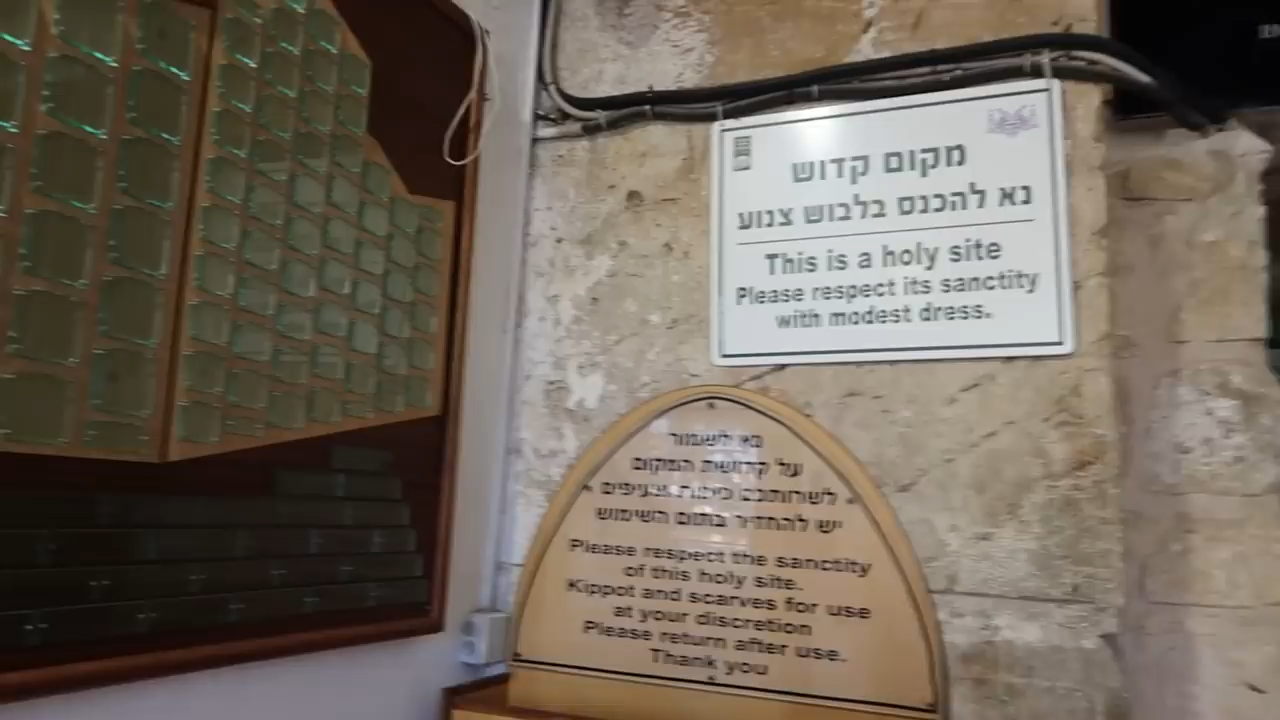 מקום קדוש
נא להכנס בלבוש צנוע
This is a holy site
Please respect its sanctity
with modest dress.
נא לשמור
על קדושת המקום
לשרותכם כיפות וצעיפים
יש להחזיר בתום השימוש
Please respect the sanctity
of this holy site.
Kippot and scarves for use
at your discretion
Please return after use.
Thank you